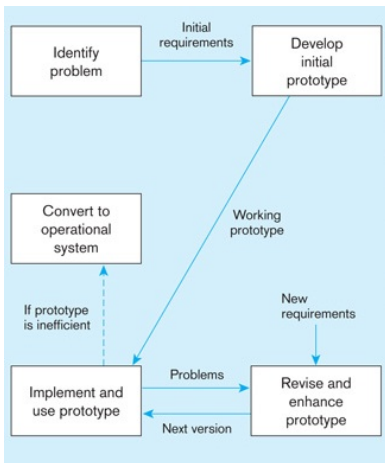 Identify
problem
Initial
requirements
Develop
initial
prototype
Working
prototype
Convert to
operational
system
If prototype
is inefficient
New
requirements
Implement and
use prototype
Problems
Next version
Revise and
enhance
prototype